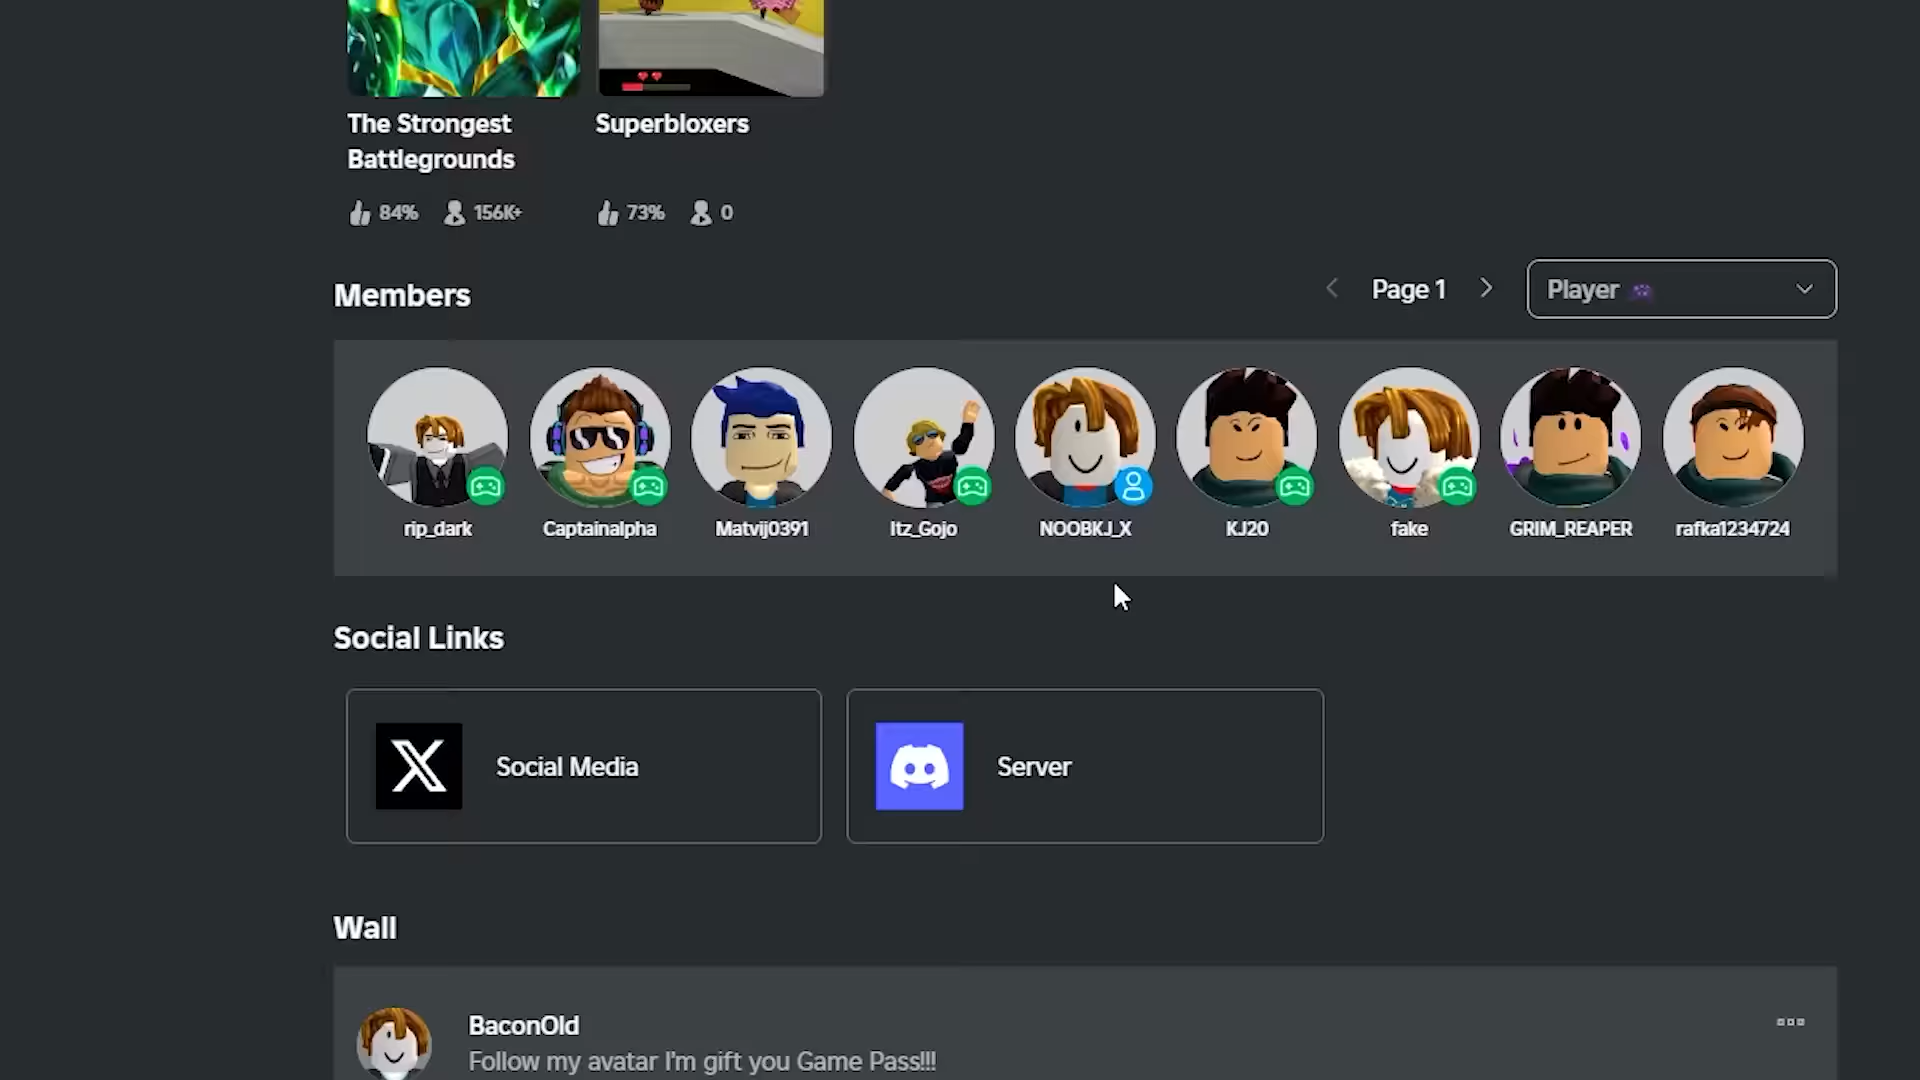 The Strongest
Battlegrounds
Superbloxers
84% 156K+
73% 0
Members
Page 1
Player
rip_dark
Captainalpha
Matvij0391
Itz_Gojo
NOOBKJ_X
KJ20
fake
GRIM_REAPER
rafka1234724
Social Links
Social Media
Server
Wall
BaconOld
Follow my avatar I'm gift you Game Pass!!!